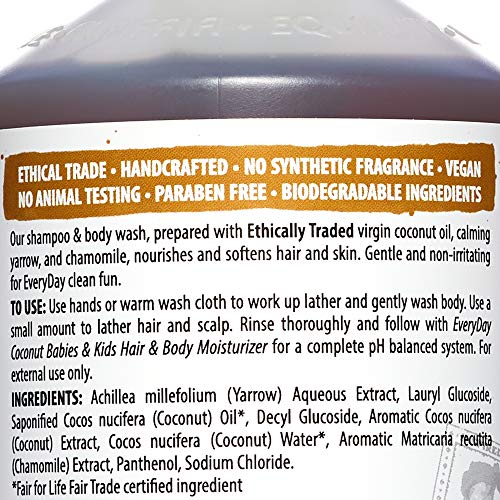 ETHICAL TRADE • HANDCRAFTED • NO SYNTHETIC FRAGRANCE • VEGAN
NO ANIMAL TESTING • PARABEN FREE • BIODEGRADABLE INGREDIENTS
Our shampoo & body wash, prepared with Ethically Traded virgin coconut oil, calming
yarrow, and chamomile, nourishes and softens hair and skin. Gentle and non-irritating
for EveryDay clean fun.
TO USE: Use hands or warm wash cloth to work up lather and gently wash body. Use a
small amount to lather hair and scalp. Rinse thoroughly and follow with EveryDay
Coconut Babies & Kids Hair & Body Moisturizer for a complete pH balanced system. For
external use only.
INGREDIENTS: Achillea millefolium (Yarrow) Aqueous Extract, Lauryl Glucoside,
Saponified Cocos nucifera (Coconut) Oil*, Decyl Glucoside, Aromatic Cocos nucifera
(Coconut) Extract, Cocos nucifera (Coconut) Water*, Aromatic Matricaria recutita
(Chamomile) Extract, Panthenol, Sodium Chloride.
*Fair for Life Fair Trade certified ingredient